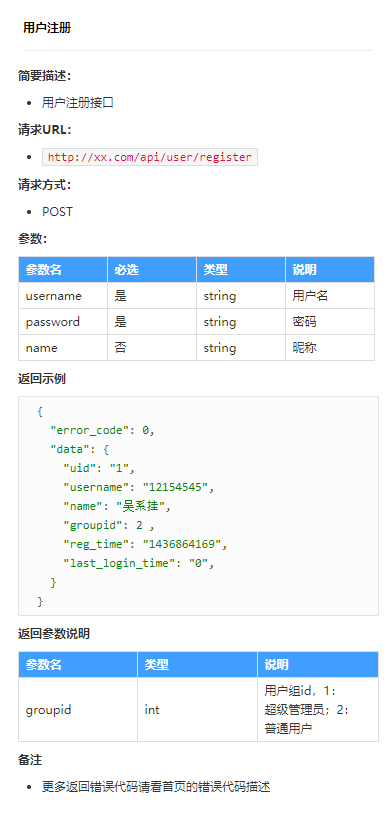 用户注册
简要描述：
用户注册接口
请求URL：
http://xx.com/api/user/register
请求方式：
POST
参数：
参数名 必选 类型 说明
username 是 string 用户名
password 是 string 密码
name 否 string 昵称
返回示例
{
"error_code": 0,
"data": {
"uid": "1",
"username": "12154545",
"name": "吴系挂",
"groupid": 2 ,
"reg_time": "1436864169",
"last_login_time": "0",
}
}
返回参数说明
参数名 类型 说明
groupid int 用户组id，1：
超级管理员；2：
普通用户
备注
更多返回错误代码请看首页的错误代码描述